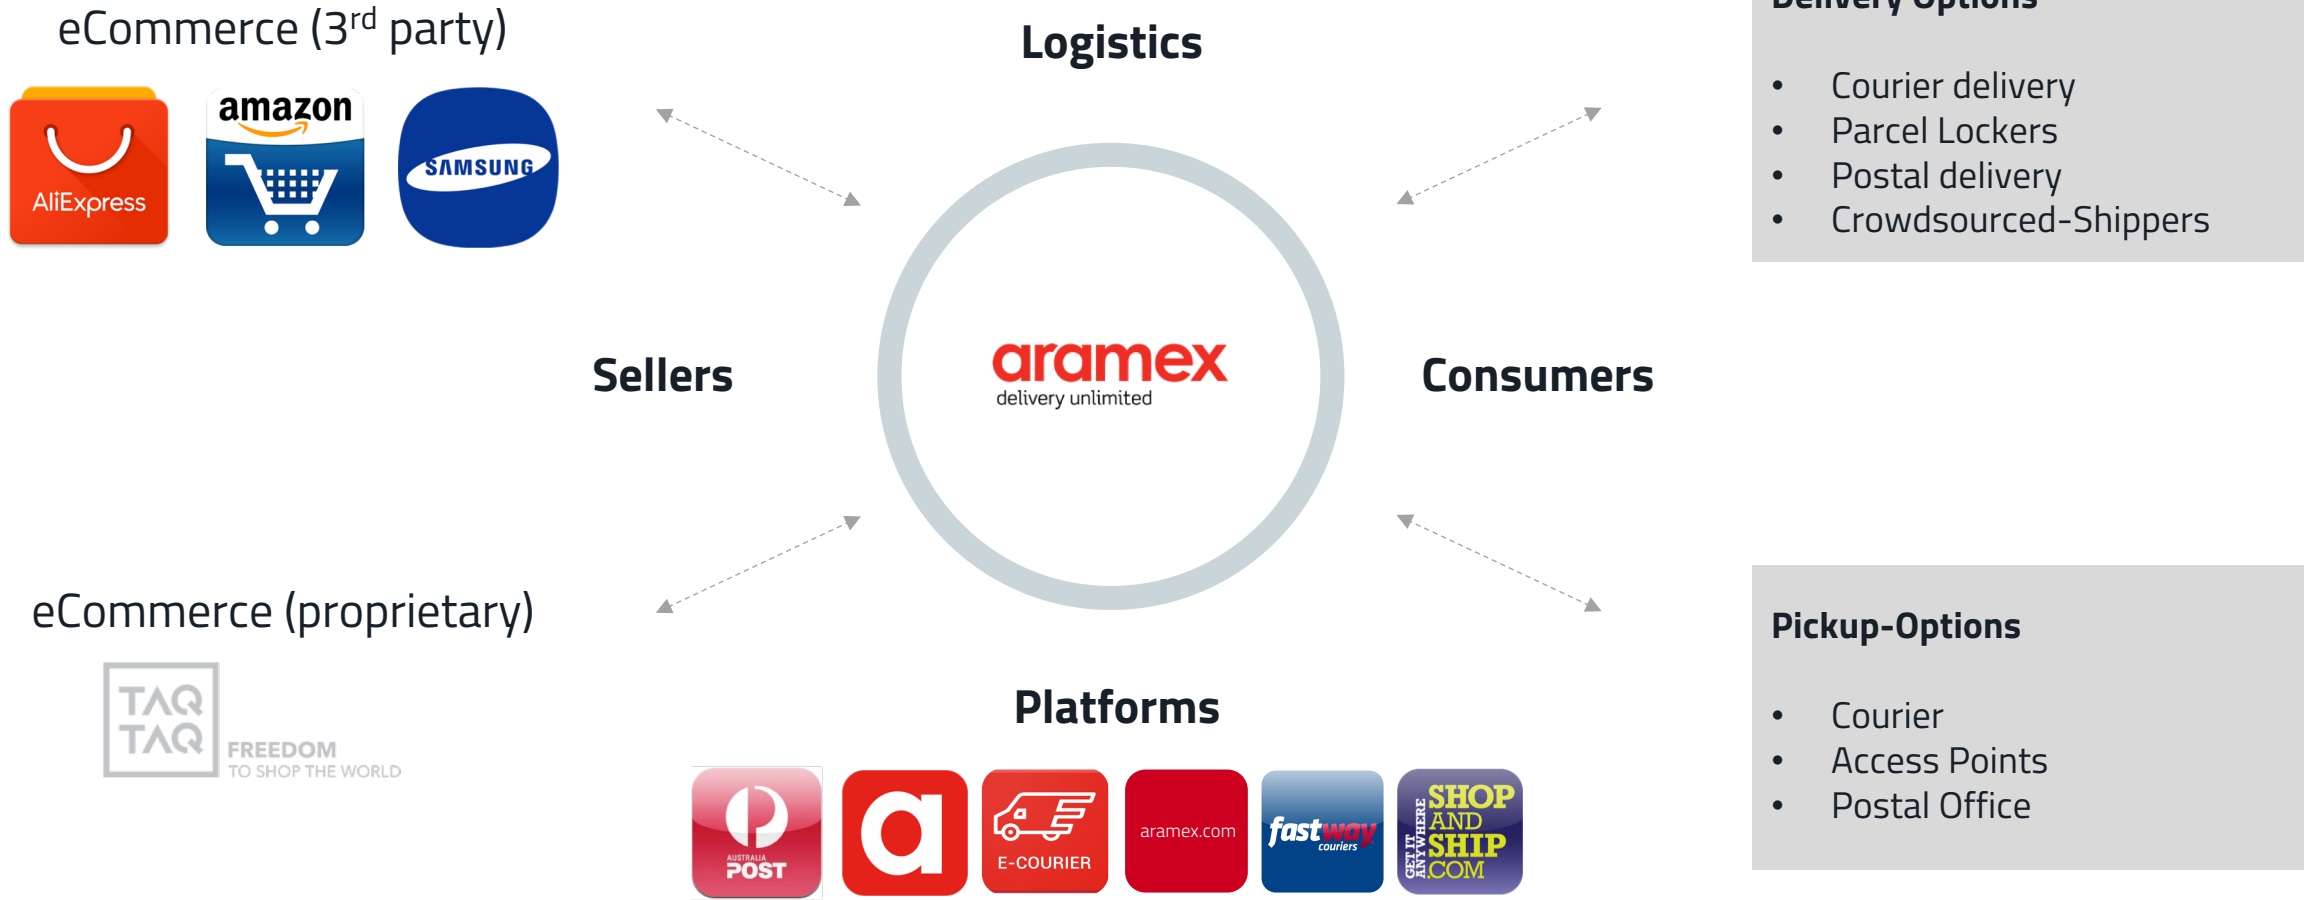 eCommerce (3rd party)
AliExpress
amazon
SAMSUNG
Logistics
Delivery Options
• Courier delivery
• Parcel Lockers
• Postal delivery
• Crowdsourced-Shippers
Sellers
aramex
delivery unlimited
Consumers
eCommerce (proprietary)
TAQ
TAQ
FREEDOM
TO SHOP THE WORLD
Platforms
AUSTRALIA
POST
a
E-COURIER
aramex.com
fastway
couriers
GET IT
ANYWHERE
SHOP
AND
SHIP
.COM
Pickup-Options
• Courier
• Access Points
• Postal Office